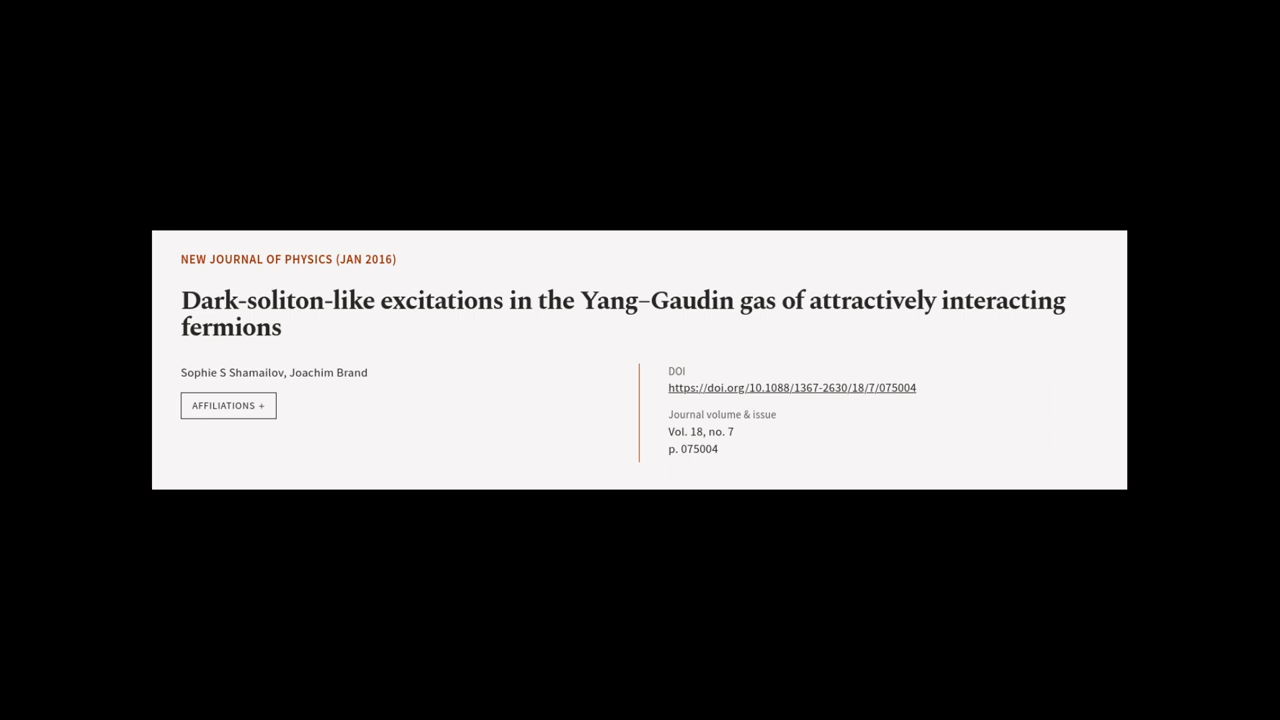 NEW JOURNAL OF PHYSICS (JAN 2016)
Dark-soliton-like excitations in the Yang–Gaudin gas of attractively interacting
fermions
Sophie S Shamailov, Joachim Brand
AFFILIATIONS +
DOI
https://doi.org/10.1088/1367-2630/18/7/075004
Journal volume & issue
Vol. 18, no. 7
p. 075004